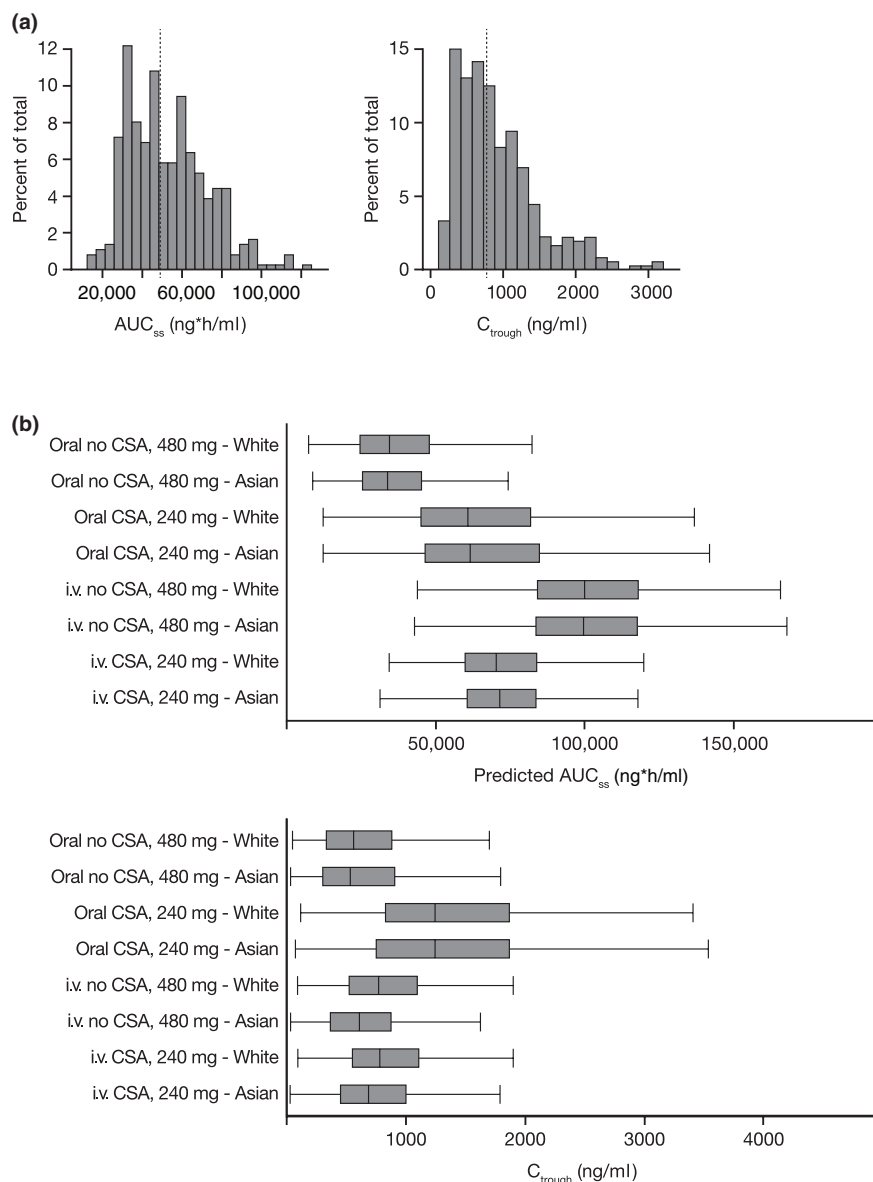 (a)
12
10
8
6
4
2
0
Percent of total
20,000 60,000 100,000
AUCss (ng*h/ml)
15
10
5
0
Percent of total
0 1000 2000 3000
Ctrough (ng/ml)
(b)
Oral no CSA, 480 mg - White
Oral no CSA, 480 mg - Asian
Oral CSA, 240 mg - White
Oral CSA, 240 mg - Asian
i.v. no CSA, 480 mg - White
i.v. no CSA, 480 mg - Asian
i.v. CSA, 240 mg - White
i.v. CSA, 240 mg - Asian
50,000 100,000 150,000
Predicted AUCss (ng*h/ml)
Oral no CSA, 480 mg - White
Oral no CSA, 480 mg - Asian
Oral CSA, 240 mg - White
Oral CSA, 240 mg - Asian
i.v. no CSA, 480 mg - White
i.v. no CSA, 480 mg - Asian
i.v. CSA, 240 mg - White
i.v. CSA, 240 mg - Asian
1000 2000 3000 4000
Ctrough (ng/ml)